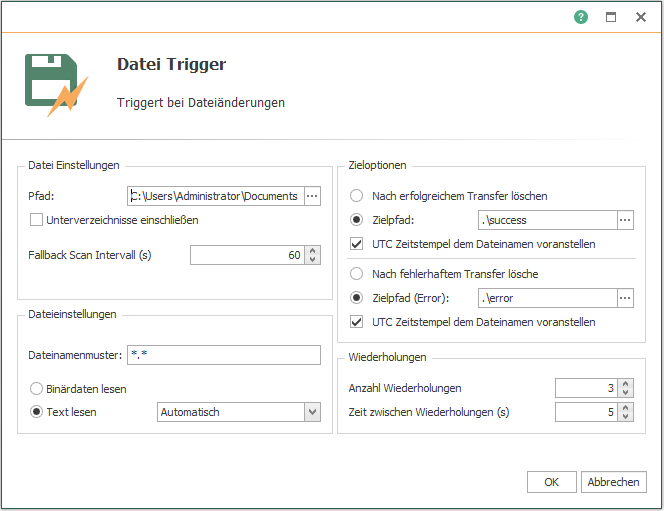 Datei Trigger
Triggert bei Dateiänderungen
Datei Einstellungen
Pfad: C:\Users\Administrator\Documents ...
Unterverzeichnisse einschließen
Fallback Scan Intervall (s) 60
Dateieinstellungen
Dateinamenmuster: *.*
Binärdaten lesen
Text lesen Automatisch
Zieloptionen
Nach erfolgreichem Transfer löschen
Zielpfad: .\success ...
UTC Zeitstempel dem Dateinamen voranstellen
Nach fehlerhaftem Transfer lösche
Zielpfad (Error): .\error ...
UTC Zeitstempel dem Dateinamen voranstellen
Wiederholungen
Anzahl Wiederholungen 3
Zeit zwischen Wiederholungen (s) 5
OK Abbrechen